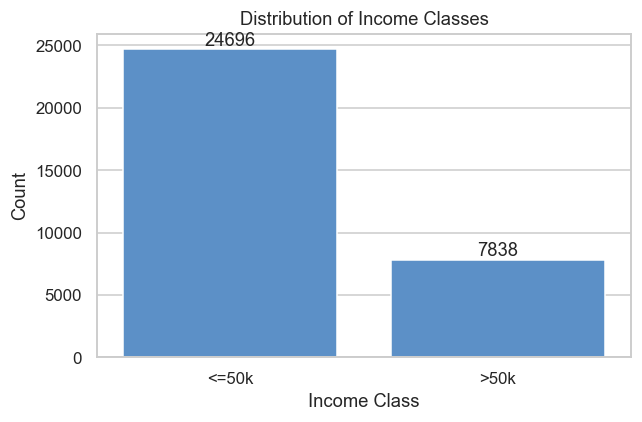 Distribution of Income Classes
24696
7838
25000
20000
15000
10000
5000
0
Count
<=50k
>50k
Income Class